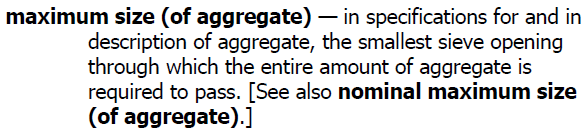 maximum size (of aggregate) — in specifications for and in
description of aggregate, the smallest sieve opening
through which the entire amount of aggregate is
required to pass. [See also nominal maximum size
(of aggregate).]